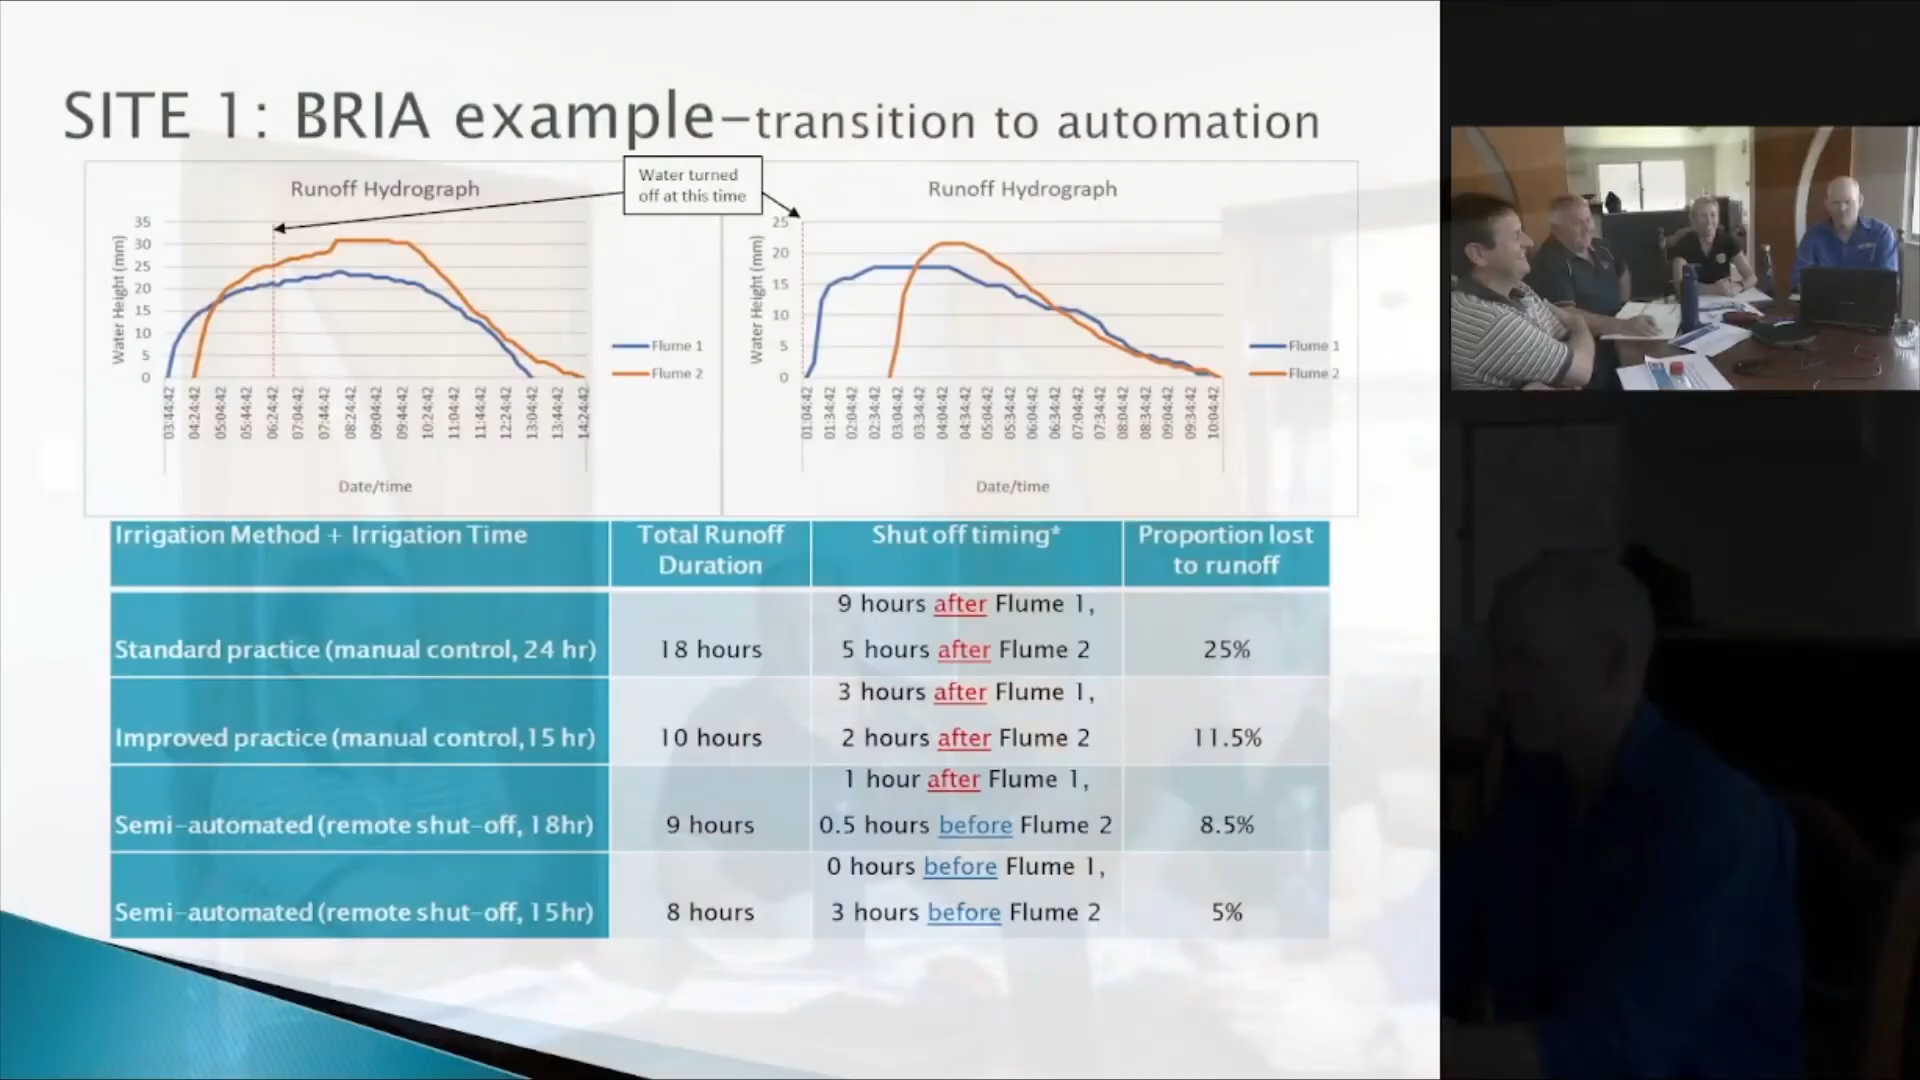 SITE 1: BRIA example-transition to automation
Runoff Hydrograph
Water turned
off at this time
Runoff Hydrograph
Water Height (mm)
35
30
25
20
15
10
5
0
03:44:42
04:24:42
05:04:42
05:44:42
06:24:42
07:04:42
07:44:42
08:24:42
09:04:42
09:44:42
10:24:42
11:04:42
11:44:42
12:24:42
13:04:42
13:44:42
14:24:42
Date/time
Flume 1
Flume 2
Water Height (mm)
25
20
15
10
5
0
01:04:42
01:34:42
02:04:42
02:34:42
03:04:42
03:34:42
04:04:42
04:34:42
05:04:42
05:34:42
06:04:42
06:34:42
07:04:42
07:34:42
08:04:42
08:34:42
09:04:42
09:34:42
10:04:42
Date/time
Flume 1
Flume 2
Irrigation Method + Irrigation Time
Total Runoff
Duration
Shut off timing*
Proportion lost
to runoff
Standard practice (manual control, 24 hr)
18 hours
9 hours after Flume 1,
5 hours after Flume 2
25%
Improved practice (manual control,15 hr)
10 hours
3 hours after Flume 1,
2 hours after Flume 2
11.5%
Semi-automated (remote shut-off, 18hr)
9 hours
1 hour after Flume 1,
0.5 hours before Flume 2
8.5%
Semi-automated (remote shut-off, 15hr)
8 hours
0 hours before Flume 1,
3 hours before Flume 2
5%